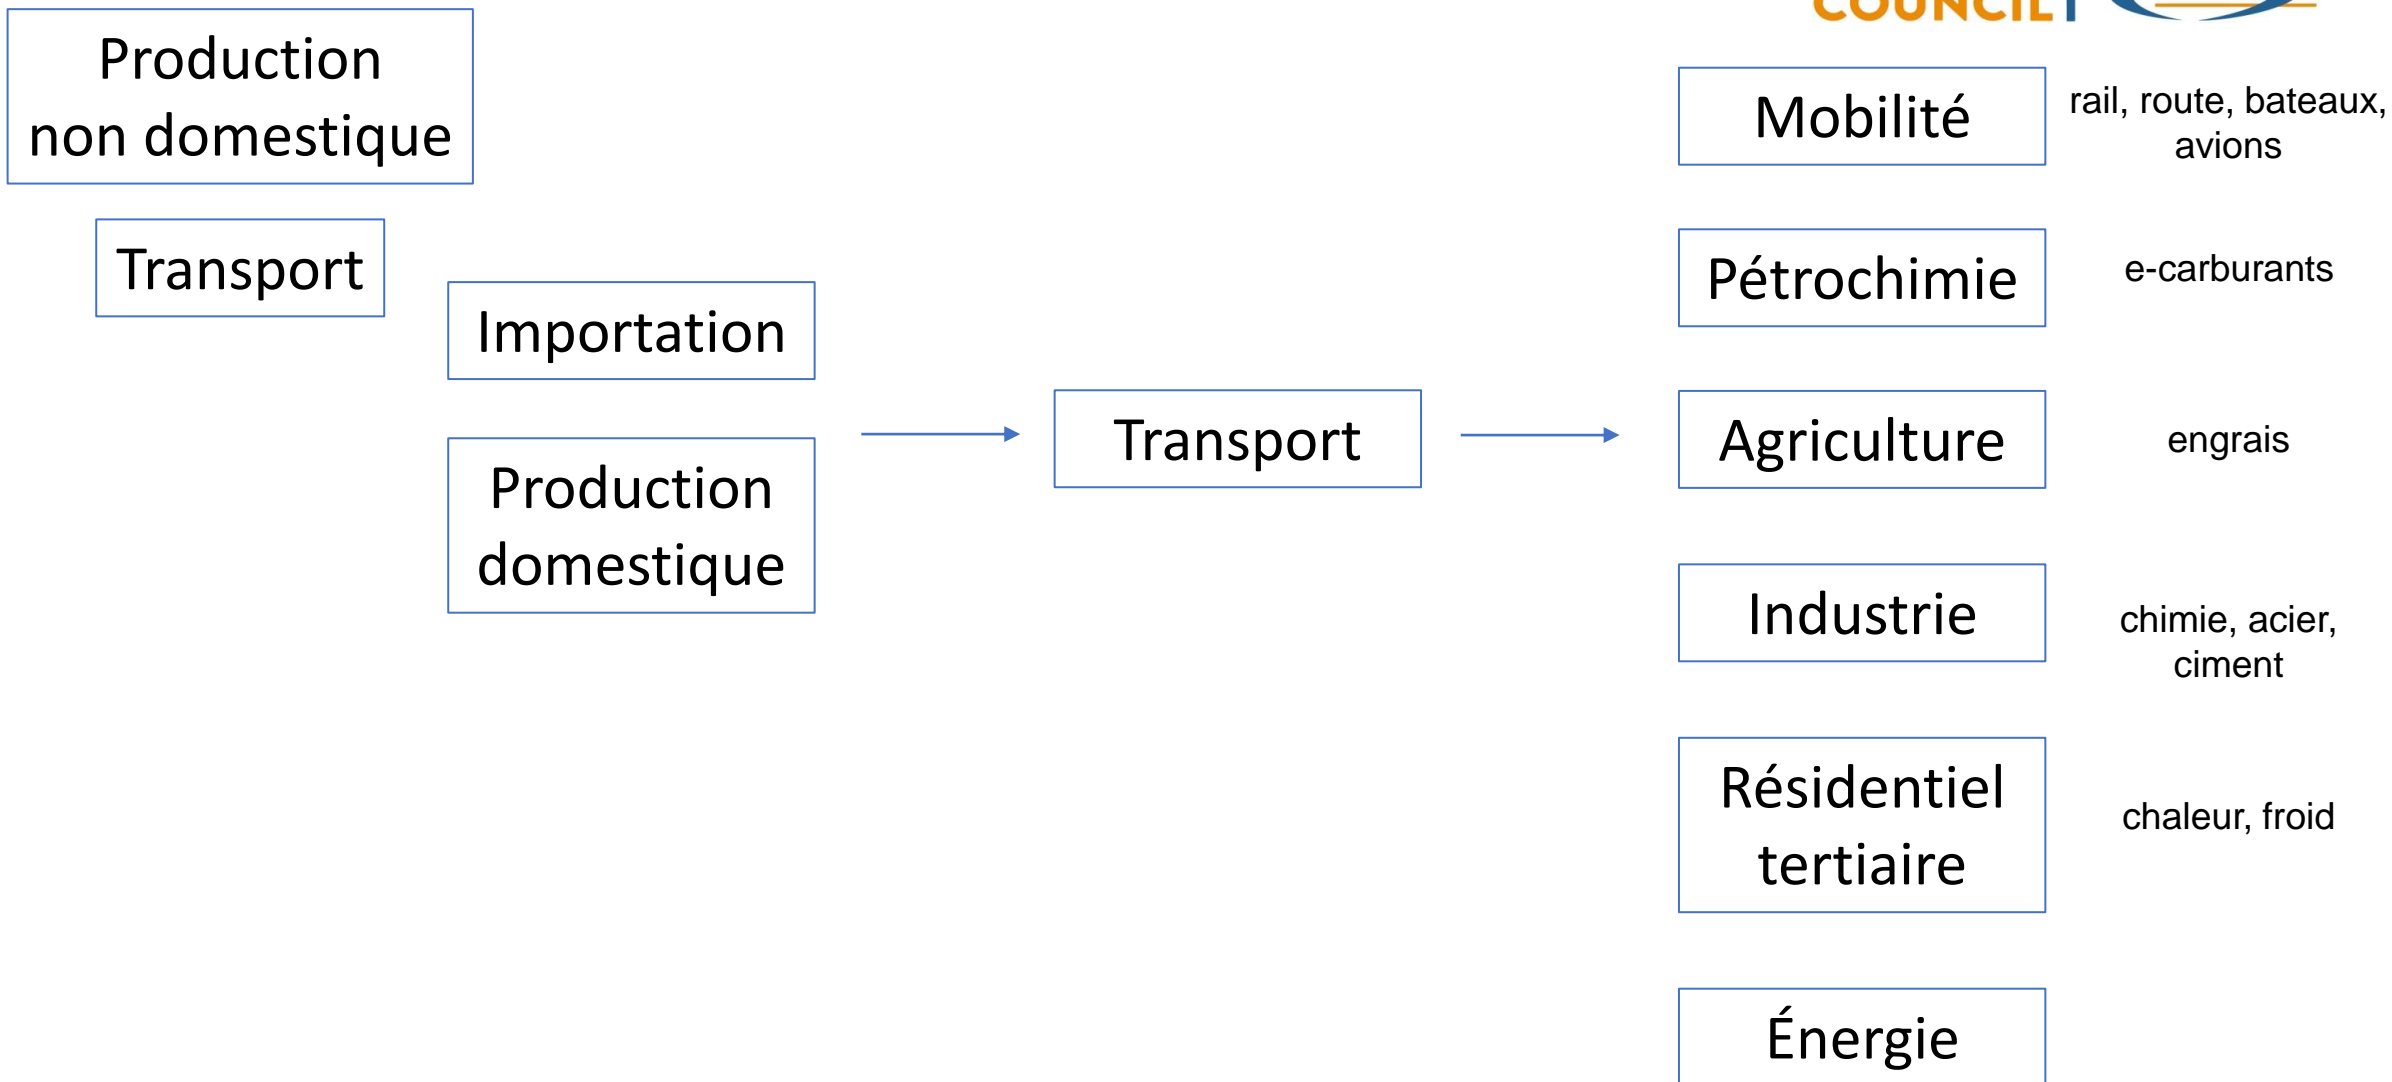 COUNCIL
Production
non domestique
Transport
Importation
Production
domestique
Transport
Mobilité
rail, route, bateaux,
avions
Pétrochimie
e-carburants
Agriculture
engrais
Industrie
chimie, acier,
ciment
Résidentiel
tertiaire
chaleur, froid
Énergie